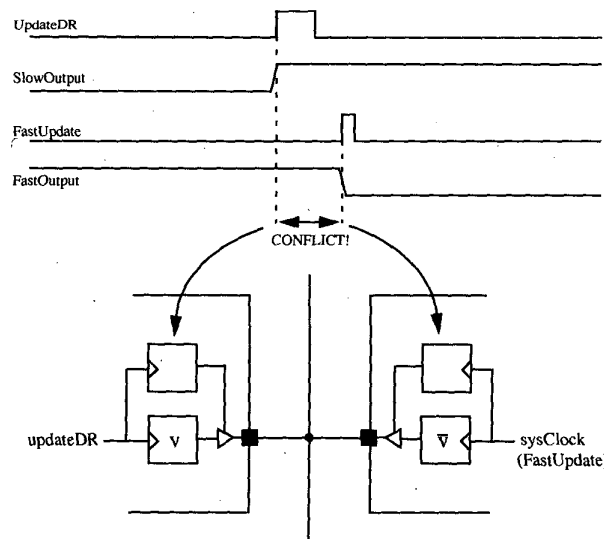 UpdateDR
SlowOutput
FastUpdate
FastOutput
CONFLICT!
updateDR
V
V̅
sysClock
(FastUpdate)